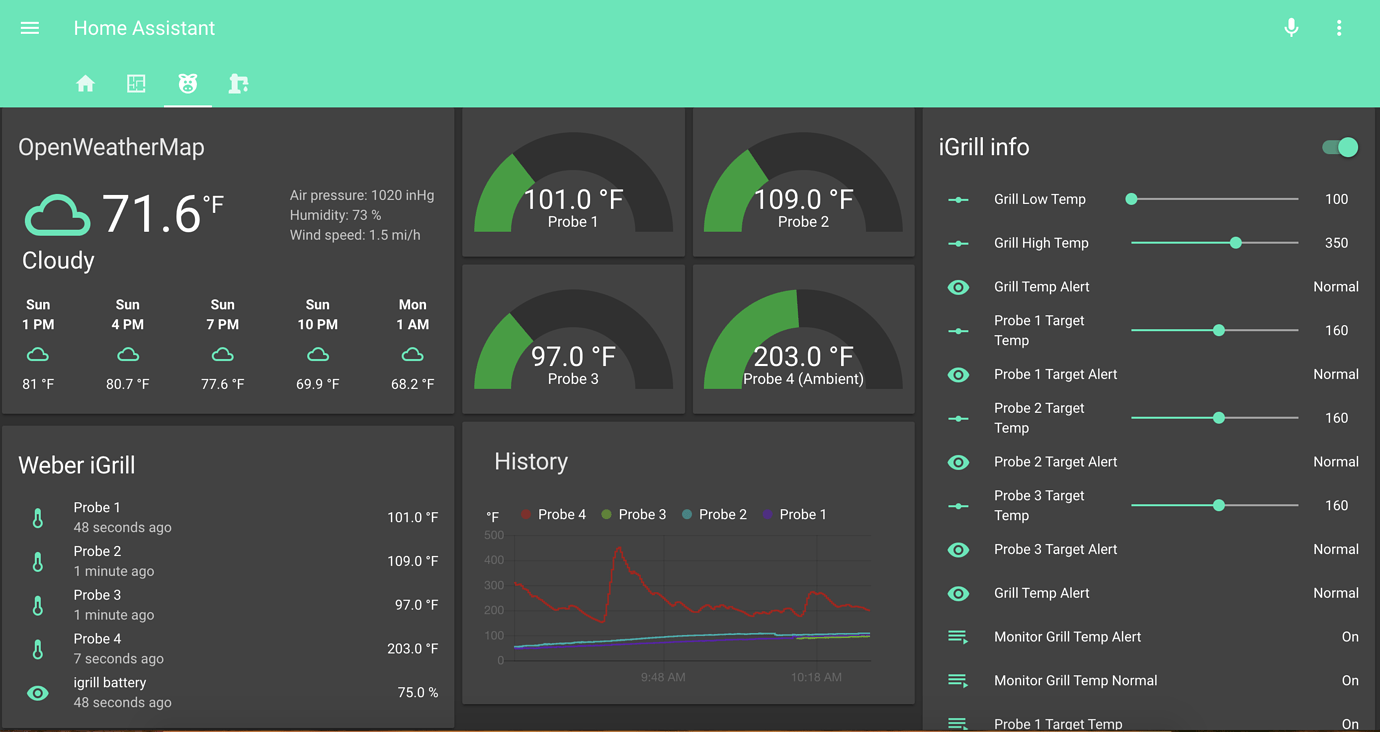 Home Assistant
OpenWeatherMap
71.6 °F
Air pressure: 1020 inHg
Humidity: 73 %
Wind speed: 1.5 mi/h
Cloudy
Sun Sun Sun Sun Mon
1 PM 4 PM 7 PM 10 PM 1 AM
81 °F 80.7 °F 77.6 °F 69.9 °F 68.2 °F
Weber iGrill
Probe 1
48 seconds ago
101.0 °F
Probe 2
1 minute ago
109.0 °F
Probe 3
1 minute ago
97.0 °F
Probe 4
7 seconds ago
203.0 °F
igrill battery
48 seconds ago
75.0 %
101.0 °F
Probe 1
109.0 °F
Probe 2
97.0 °F
Probe 3
203.0 °F
Probe 4 (Ambient)
History
°F Probe 4 Probe 3 Probe 2 Probe 1
500
400
300
200
100
0
9:48 AM 10:18 AM
iGrill info
Grill Low Temp 100
Grill High Temp 350
Grill Temp Alert Normal
Probe 1 Target
Temp
160
Probe 1 Target Alert Normal
Probe 2 Target
Temp
160
Probe 2 Target Alert Normal
Probe 3 Target
Temp
160
Probe 3 Target Alert Normal
Grill Temp Alert Normal
Monitor Grill Temp Alert On
Monitor Grill Temp Normal On
Probe 1 Target Temp On